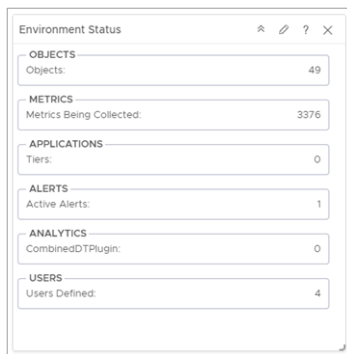 Environment Status ?
OBJECTS
Objects: 49
METRICS
Metrics Being Collected: 3376
APPLICATIONS
Tiers: 0
ALERTS
Active Alerts: 1
ANALYTICS
CombinedDTPlugin: 0
USERS
Users Defined: 4